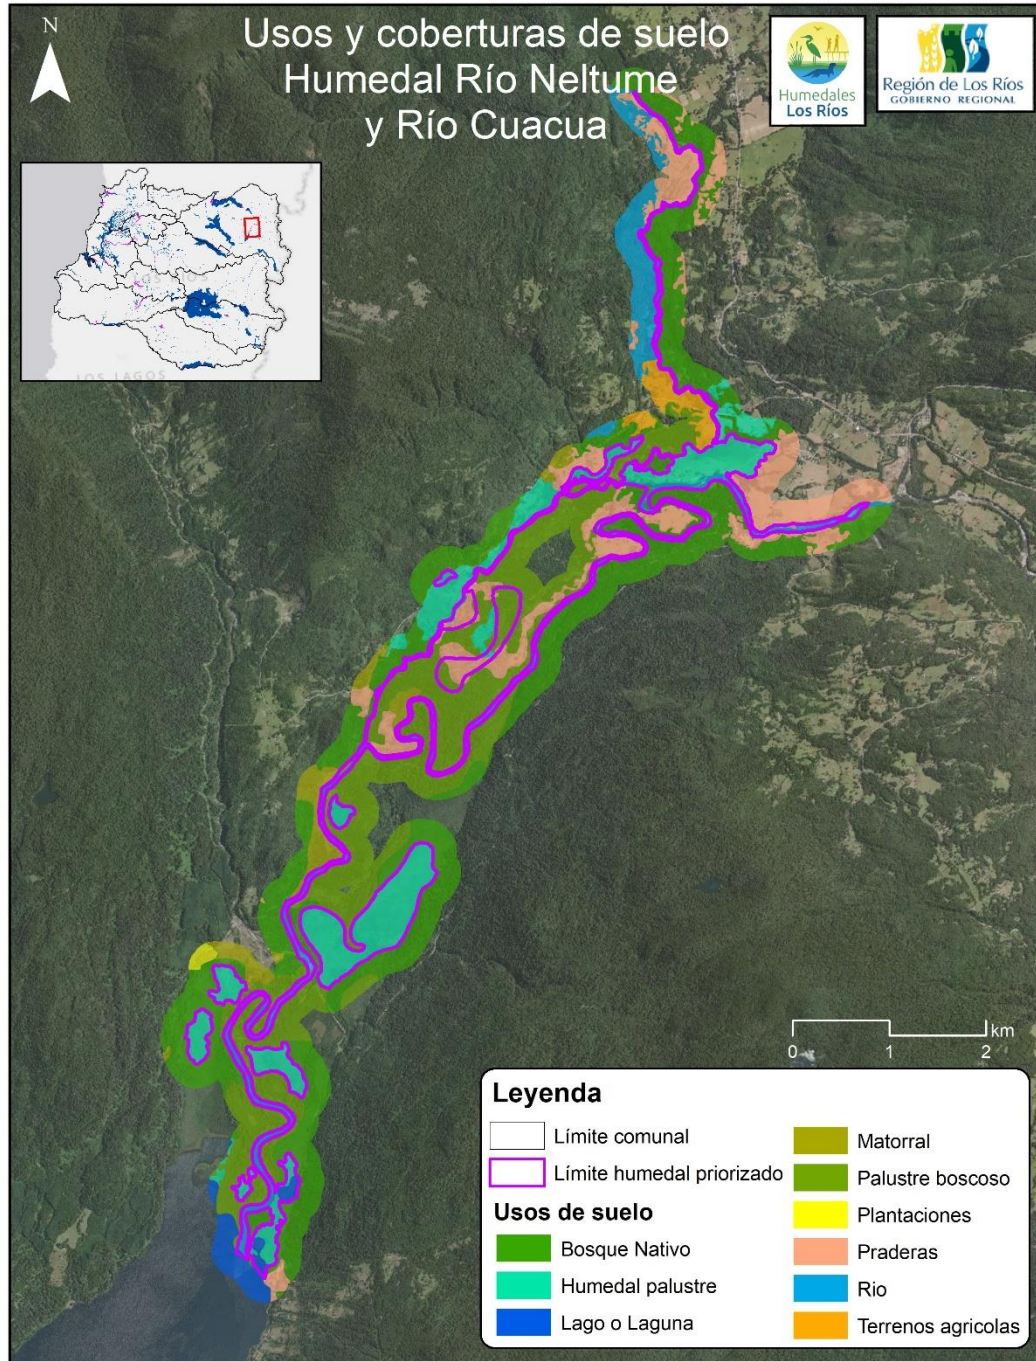 N
Usos y coberturas de suelo
Humedal Río Neltume
y Río Cuacua
Humedales
Los Ríos
Región de Los Ríos
GOBIERNO REGIONAL
LOS RÍOS
LOS LAGOS
km
0 1 2
Leyenda
Límite comunal
Límite humedal priorizado
Usos de suelo
Bosque Nativo
Humedal palustre
Lago o Laguna
Matorral
Palustre boscoso
Plantaciones
Praderas
Rio
Terrenos agricolas